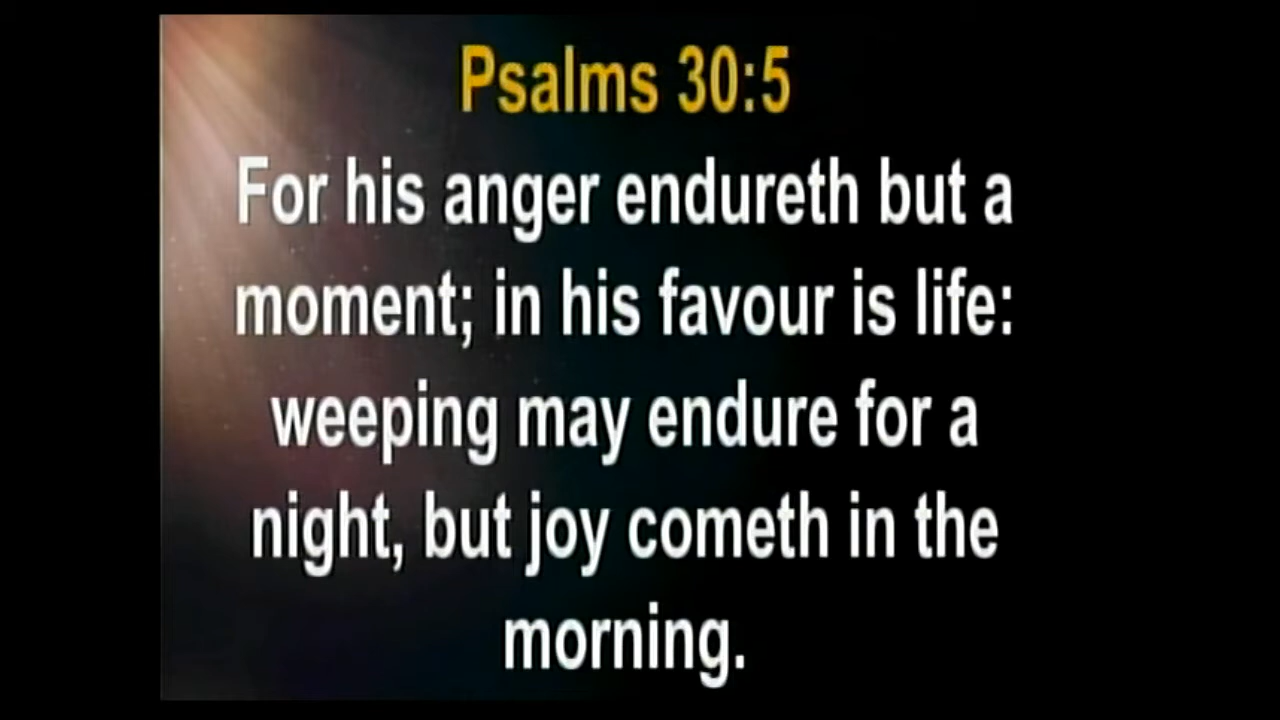 Psalms 30:5
For his anger endureth but a
moment; in his favour is life:
weeping may endure for a
night, but joy cometh in the
morning.